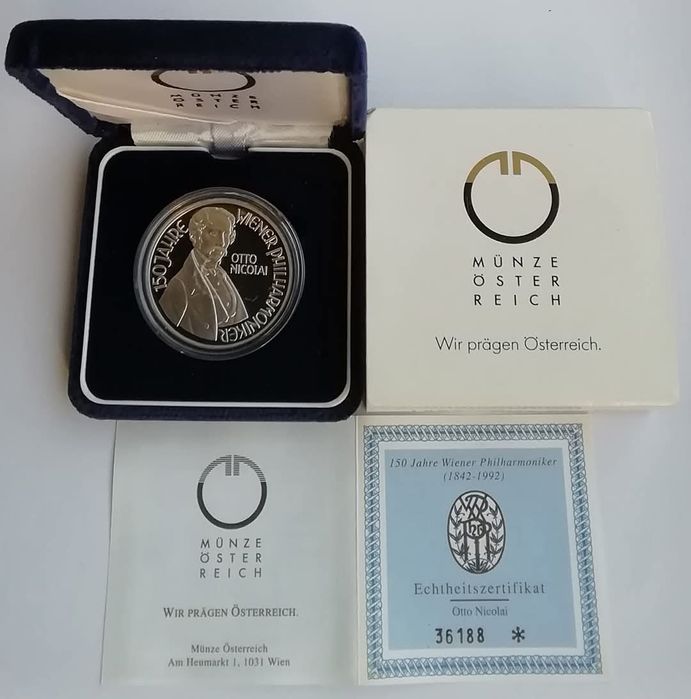 MÜNZE
ÖSTER
REICH
150 JAHRE WIENER PHILHARMONIKER
OTTO
NICOLAI
MÜNZE
ÖSTER
REICH
Wir prägen Österreich.
MÜNZE
ÖSTER
REICH
WIR PRÄGEN ÖSTERREICH.
Münze Österreich
Am Heumarkt 1, 1031 Wien
150 Jahre Wiener Philharmoniker
(1842-1992)
Echtheitszertifikat
Otto Nicolai
36188 *